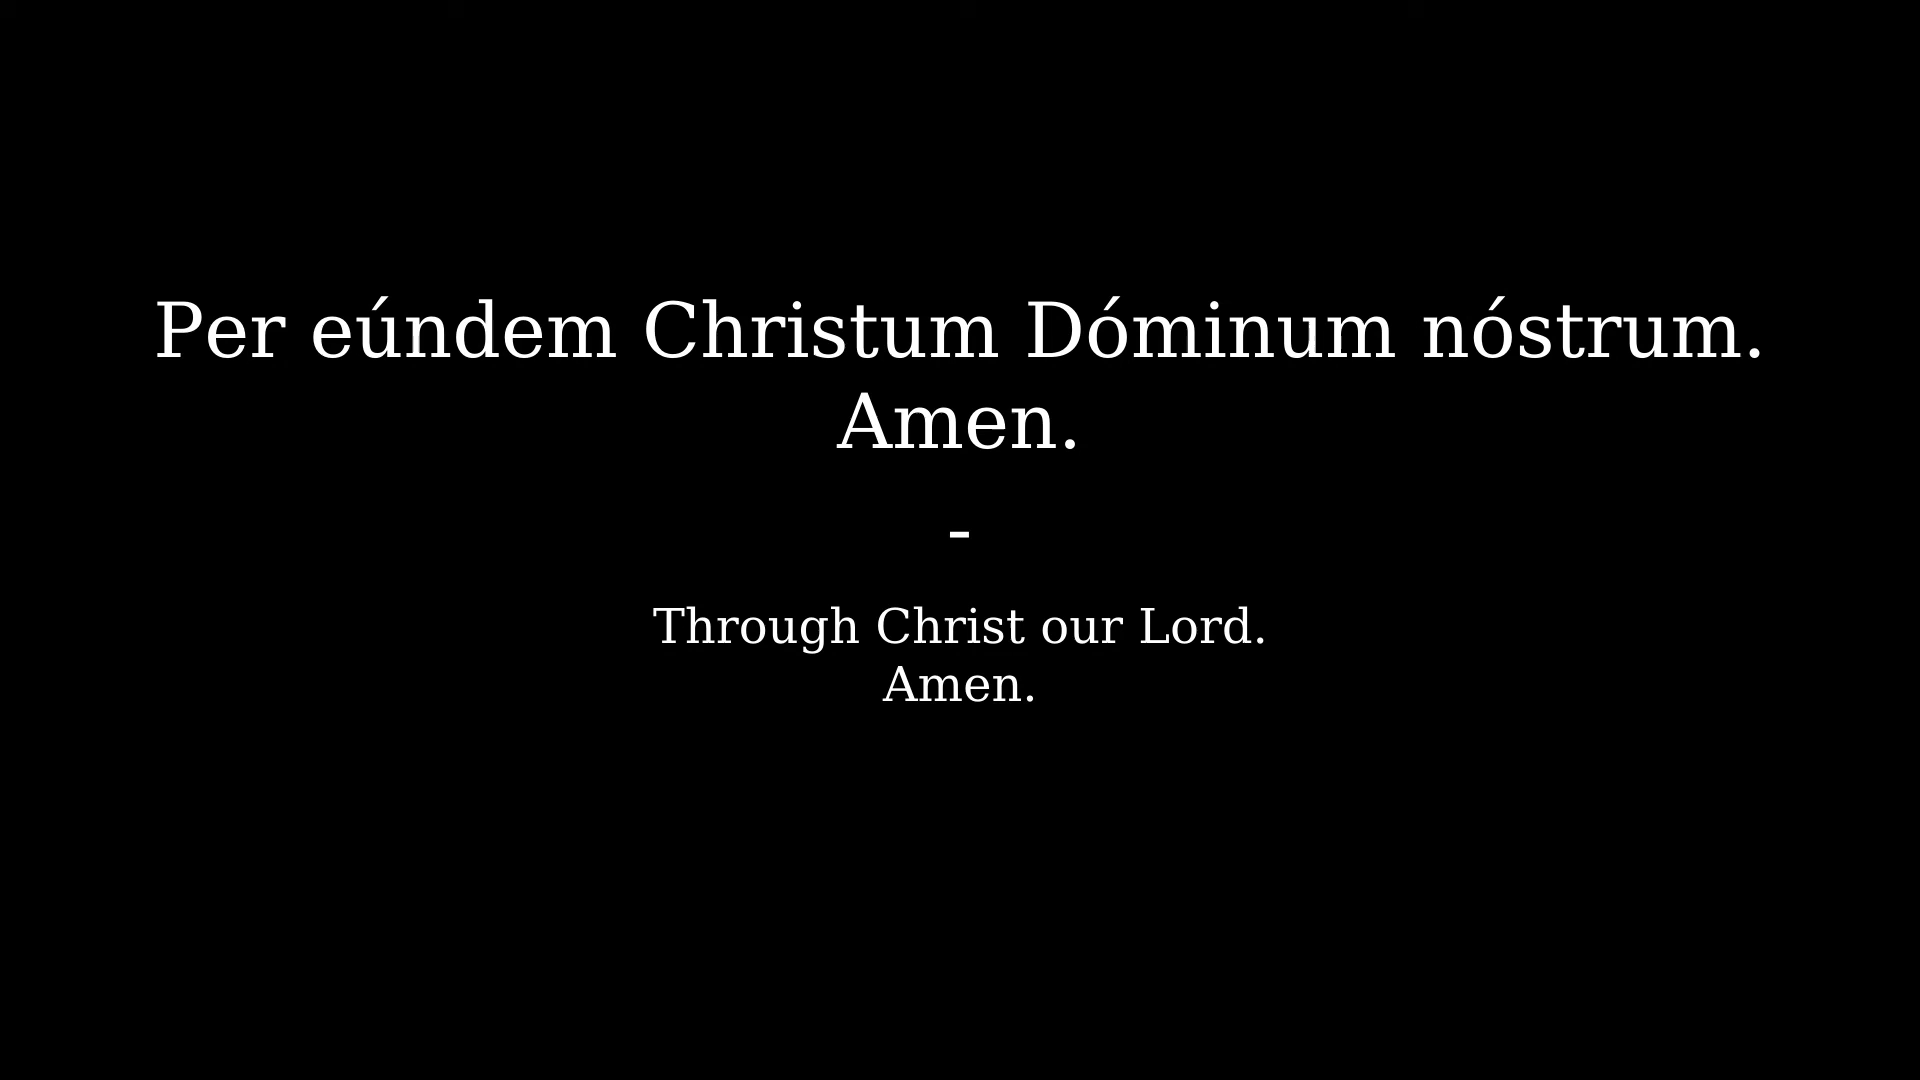 Per eúndem Christum Dóminum nóstrum.
Amen.
-
Through Christ our Lord.
Amen.